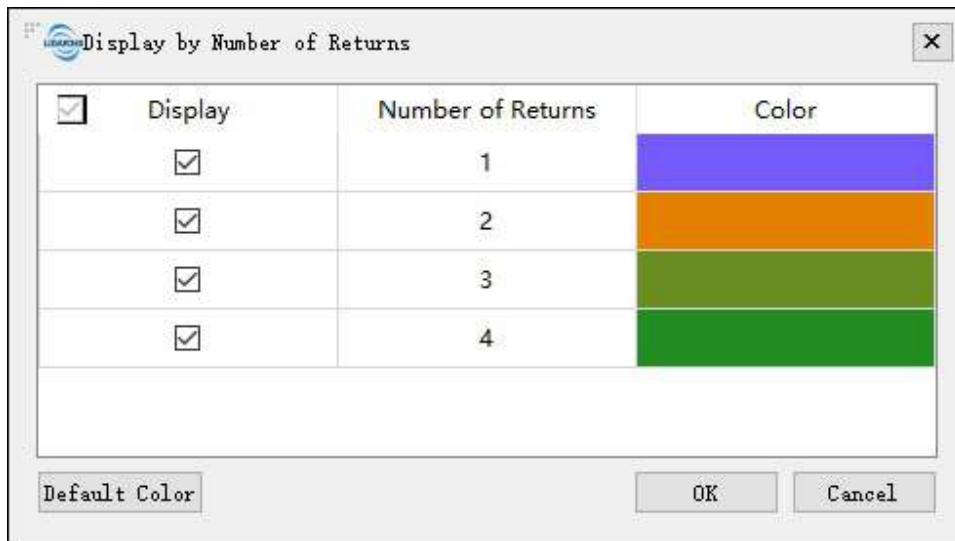 Display by Number of Returns
Display Number of Returns Color
1
2
3
4
Default Color OK Cancel